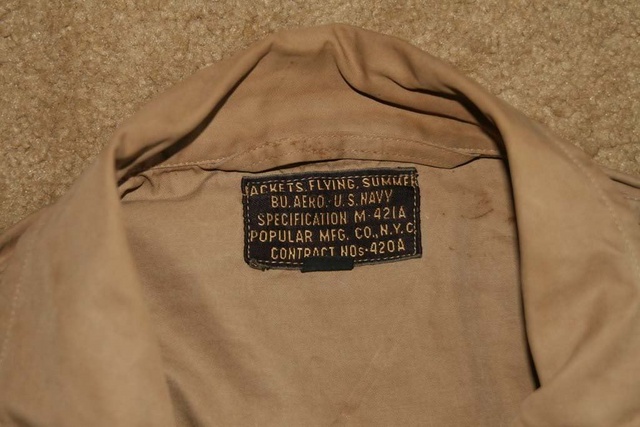 JACKETS, FLYING, SUMMER
BU. AERO. U.S. NAVY
SPECIFICATION M-421A
POPULAR MFG. CO., N.Y.C
CONTRACT NOs-420A